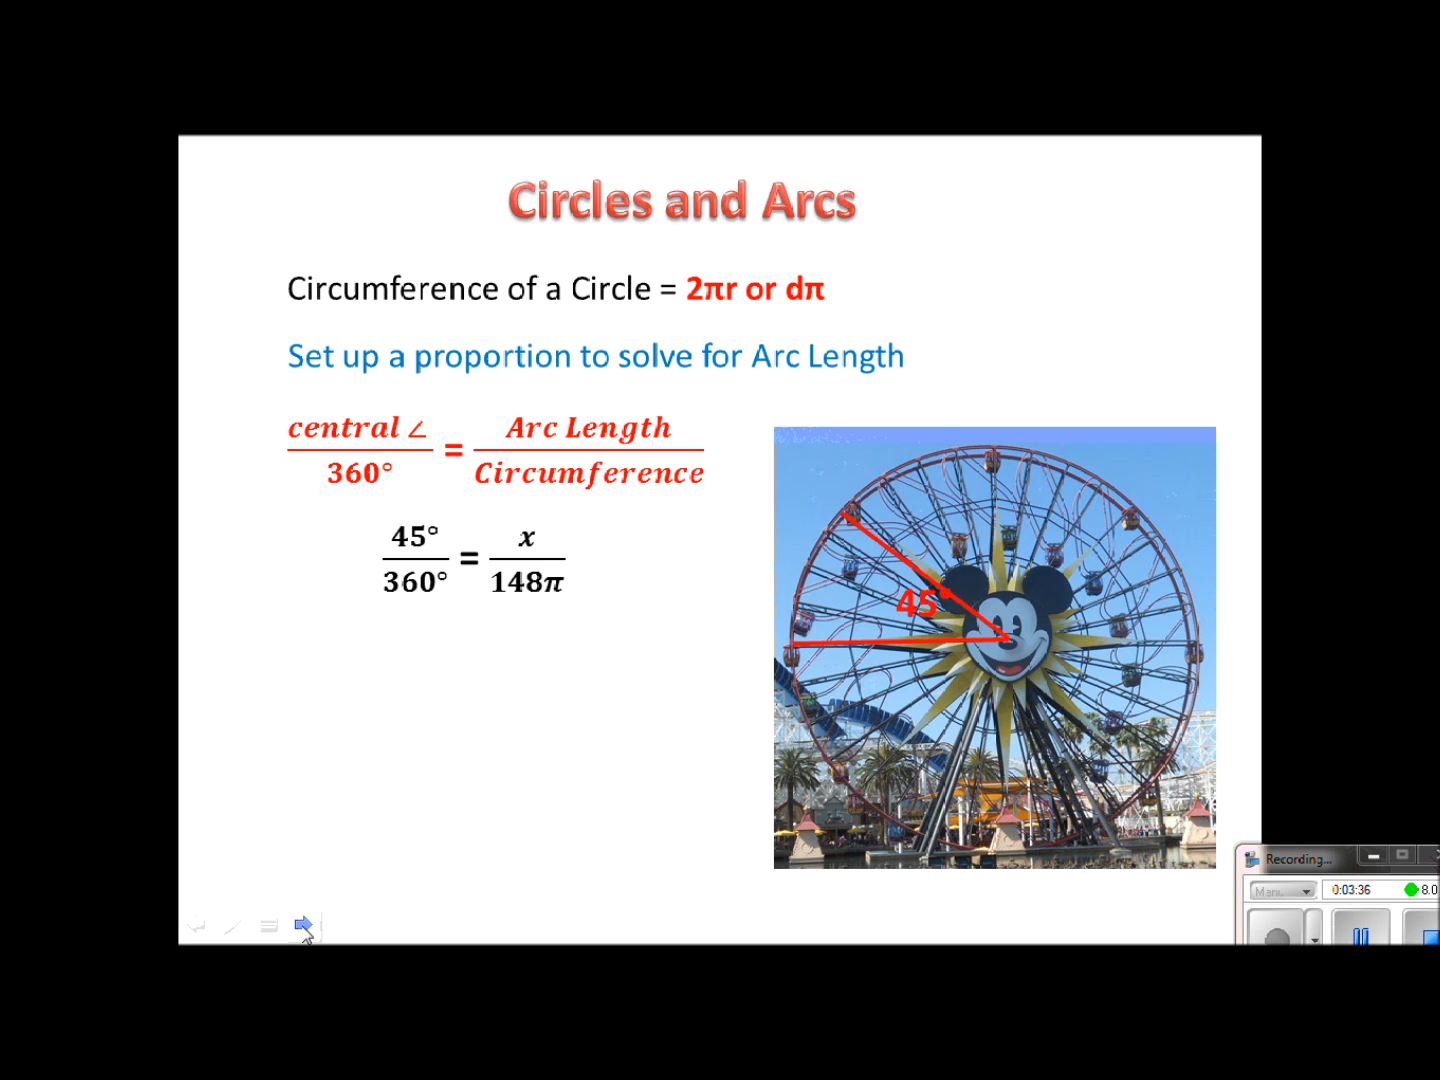 Circles and Arcs
Circumference of a Circle = 2πr or dπ
Set up a proportion to solve for Arc Length
central ∠ / 360° = Arc Length / Circumference
45° / 360° = x / 148π
45°
Recording...
Menu
0:03:36
8.0